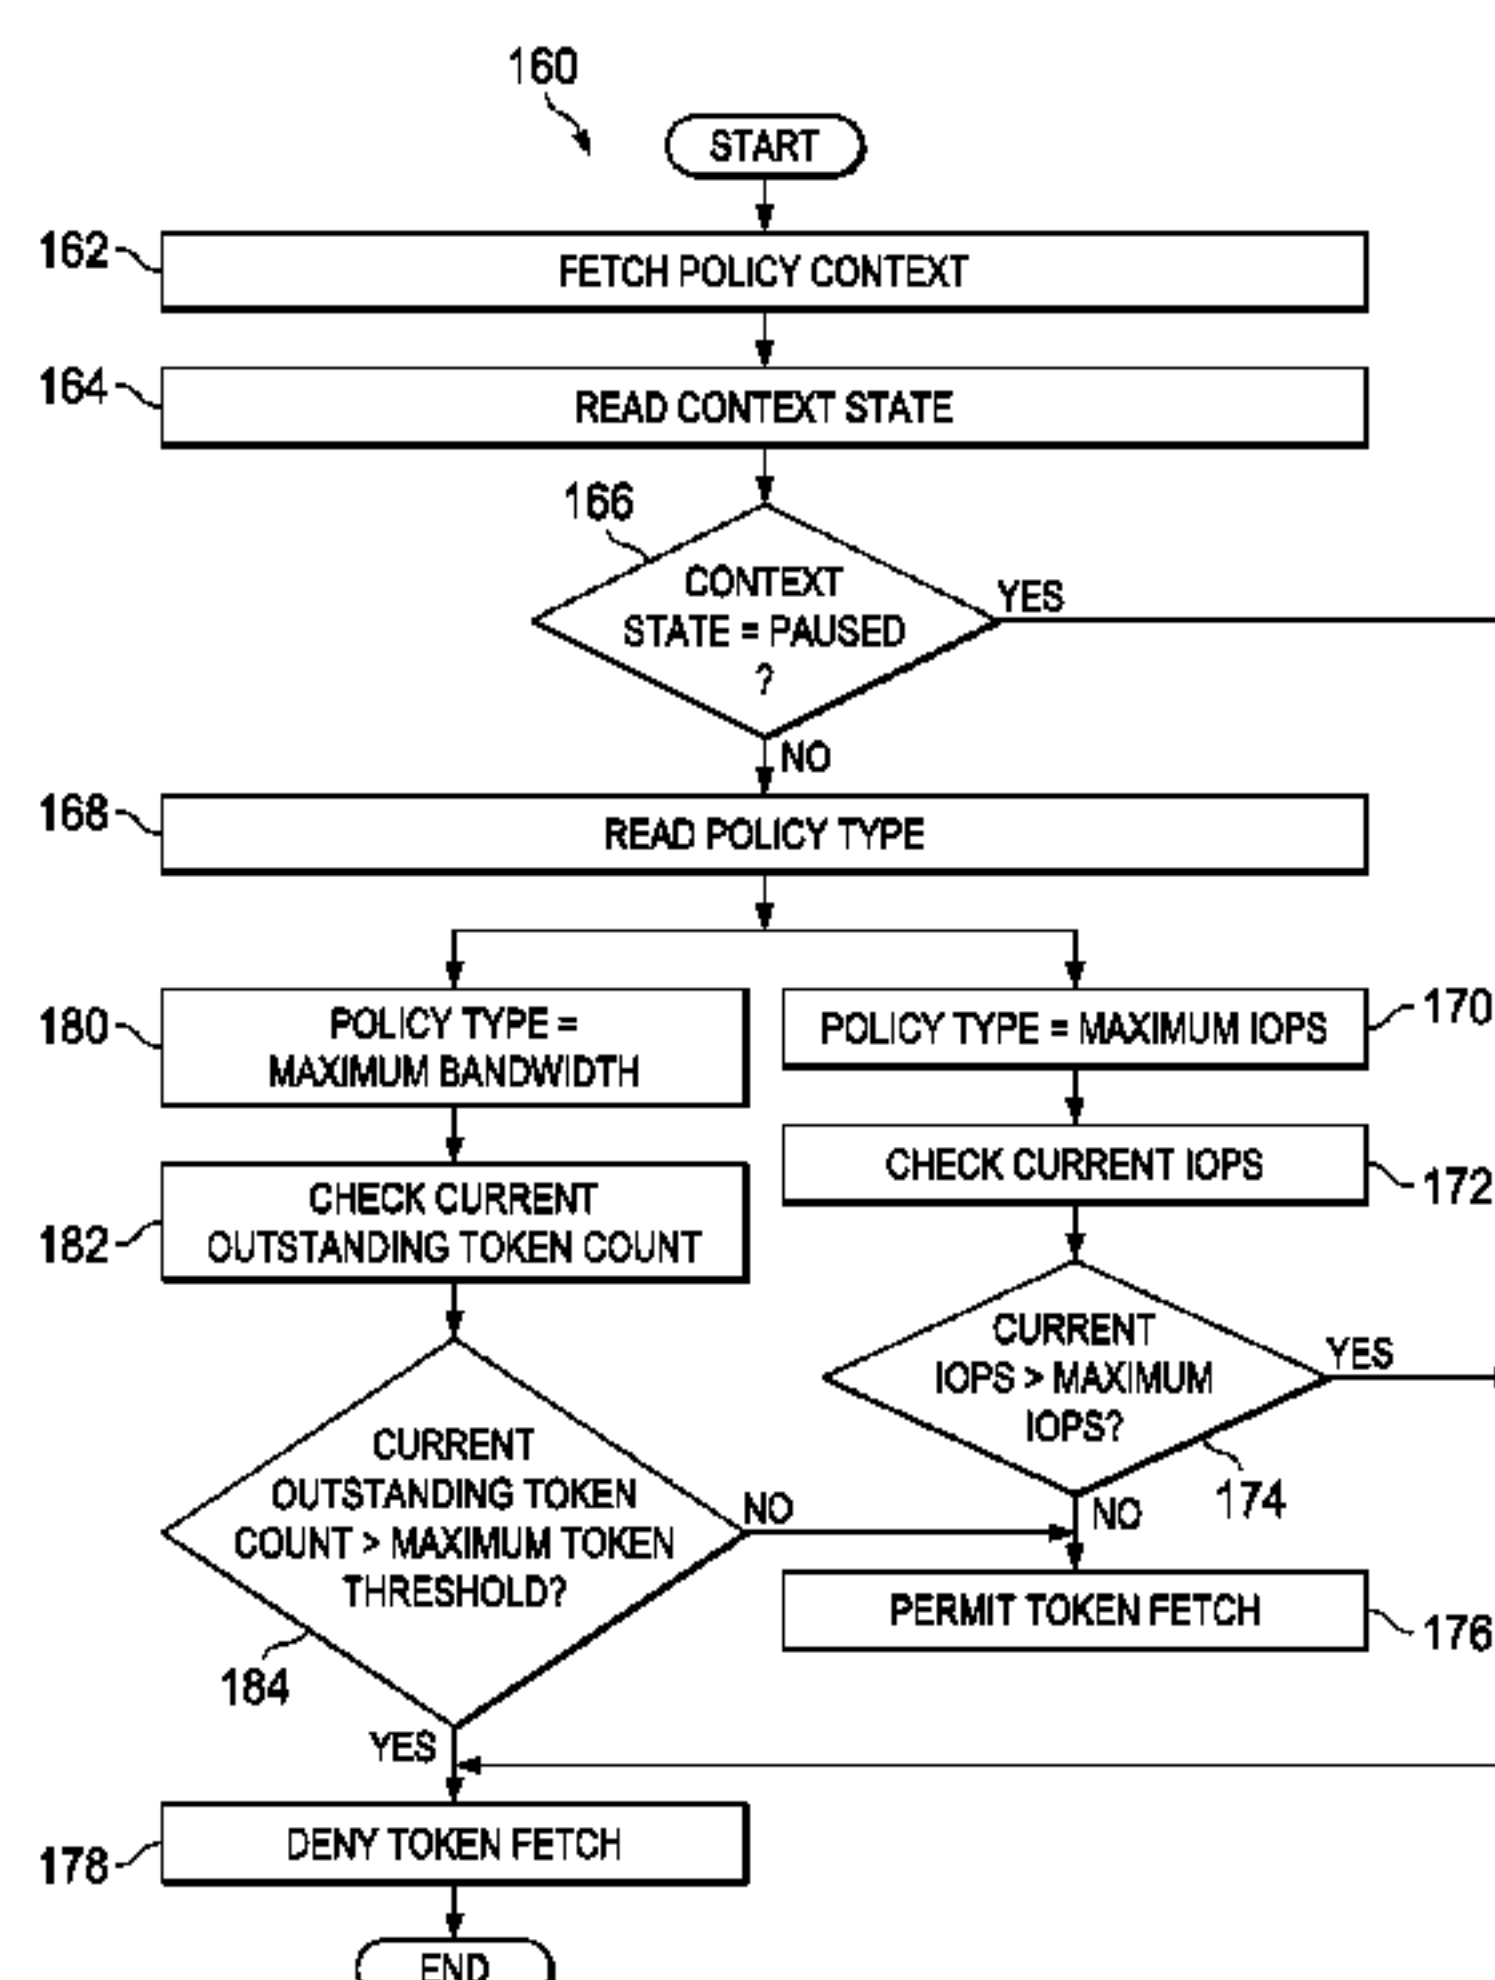 160
START
162
FETCH POLICY CONTEXT
164
READ CONTEXT STATE
166
CONTEXT
STATE = PAUSED
?
YES
NO
168
READ POLICY TYPE
180
POLICY TYPE =
MAXIMUM BANDWIDTH
POLICY TYPE = MAXIMUM IOPS
170
182
CHECK CURRENT
OUTSTANDING TOKEN COUNT
CHECK CURRENT IOPS
172
CURRENT
IOPS > MAXIMUM
IOPS?
YES
174
NO
CURRENT
OUTSTANDING TOKEN
COUNT > MAXIMUM TOKEN
THRESHOLD?
NO
184
YES
PERMIT TOKEN FETCH
176
178
DENY TOKEN FETCH
END